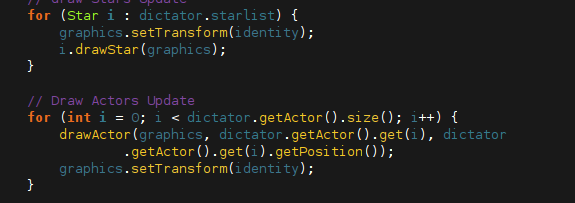 // Draw Stars Update
for (Star i : dictator.starlist) {
graphics.setTransform(identity);
i.drawStar(graphics);
}
// Draw Actors Update
for (int i = 0; i < dictator.getActor().size(); i++) {
drawActor(graphics, dictator.getActor().get(i), dictator
.getActor().get(i).getPosition());
graphics.setTransform(identity);
}